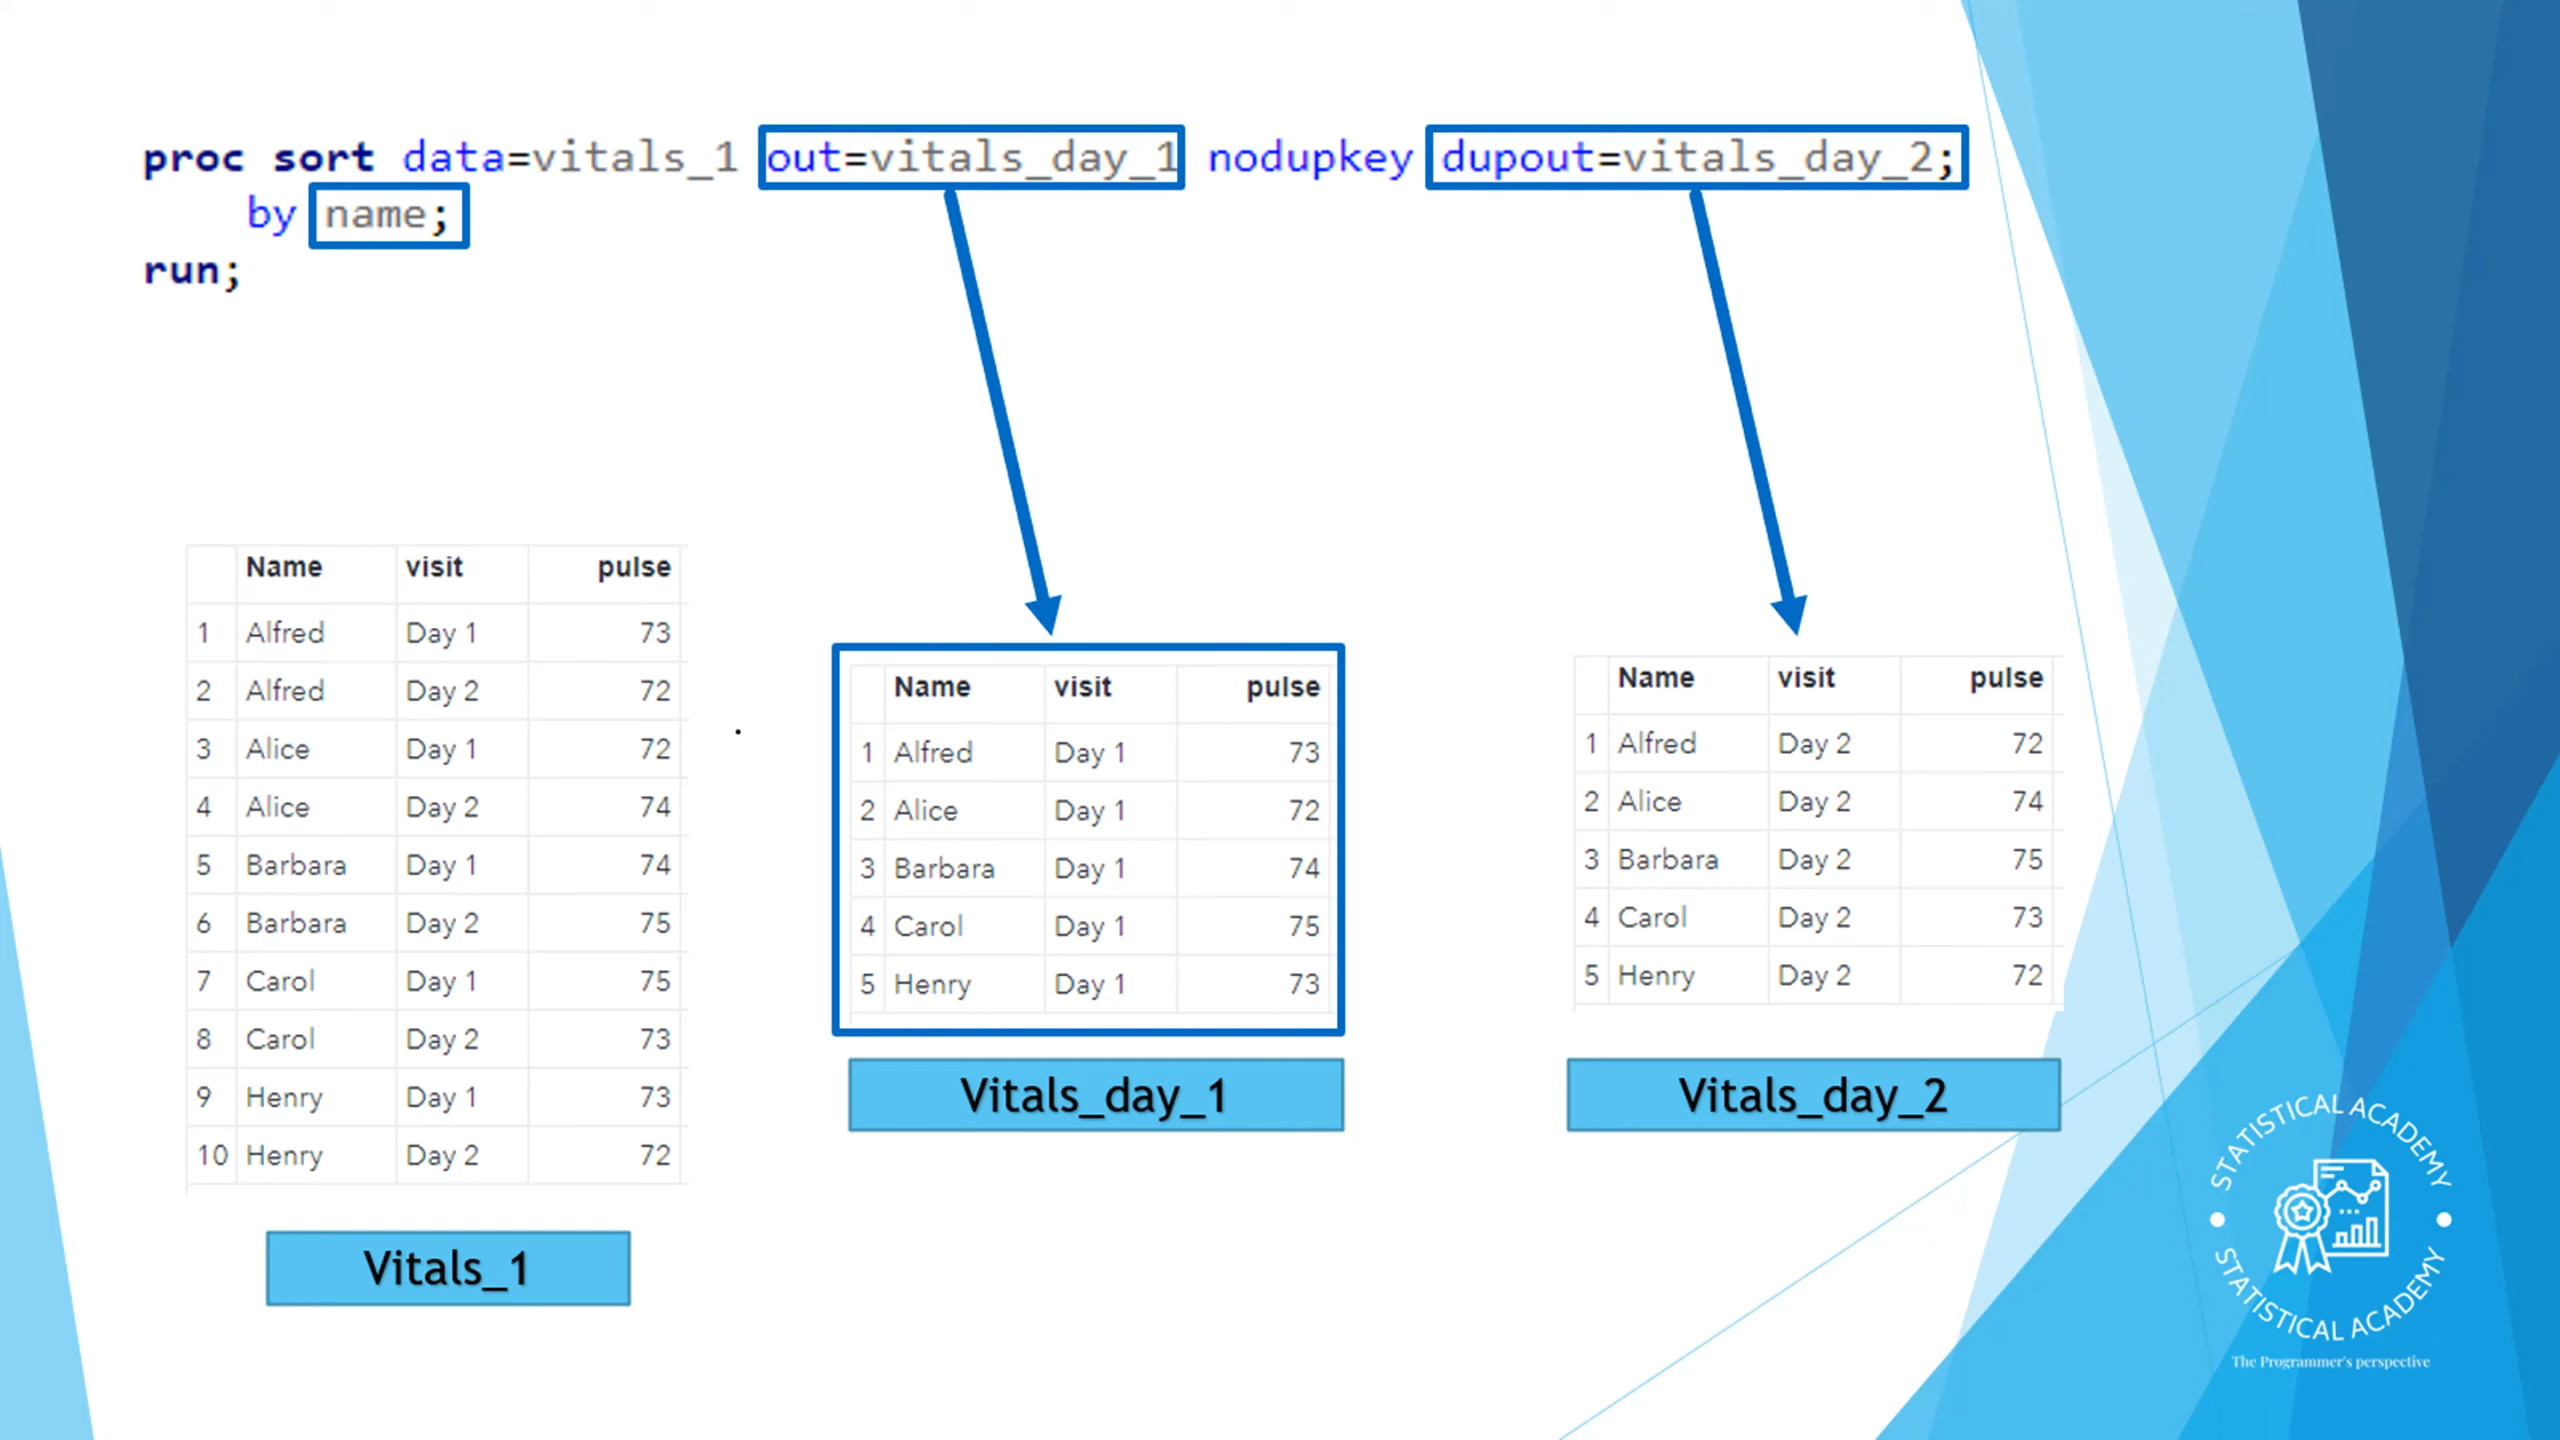 proc sort data=vitals_1 out=vitals_day_1 nodupkey dupout=vitals_day_2;
by name;
run;
Name visit pulse
1 Alfred Day 1 73
2 Alfred Day 2 72
3 Alice Day 1 72
4 Alice Day 2 74
5 Barbara Day 1 74
6 Barbara Day 2 75
7 Carol Day 1 75
8 Carol Day 2 73
9 Henry Day 1 73
10 Henry Day 2 72
Vitals_1
Name visit pulse
1 Alfred Day 1 73
2 Alice Day 1 72
3 Barbara Day 1 74
4 Carol Day 1 75
5 Henry Day 1 73
Vitals_day_1
Name visit pulse
1 Alfred Day 2 72
2 Alice Day 2 74
3 Barbara Day 2 75
4 Carol Day 2 73
5 Henry Day 2 72
Vitals_day_2
STATISTICAL ACADEMY
STATISTICAL ACADEMY
The Programmer's perspective